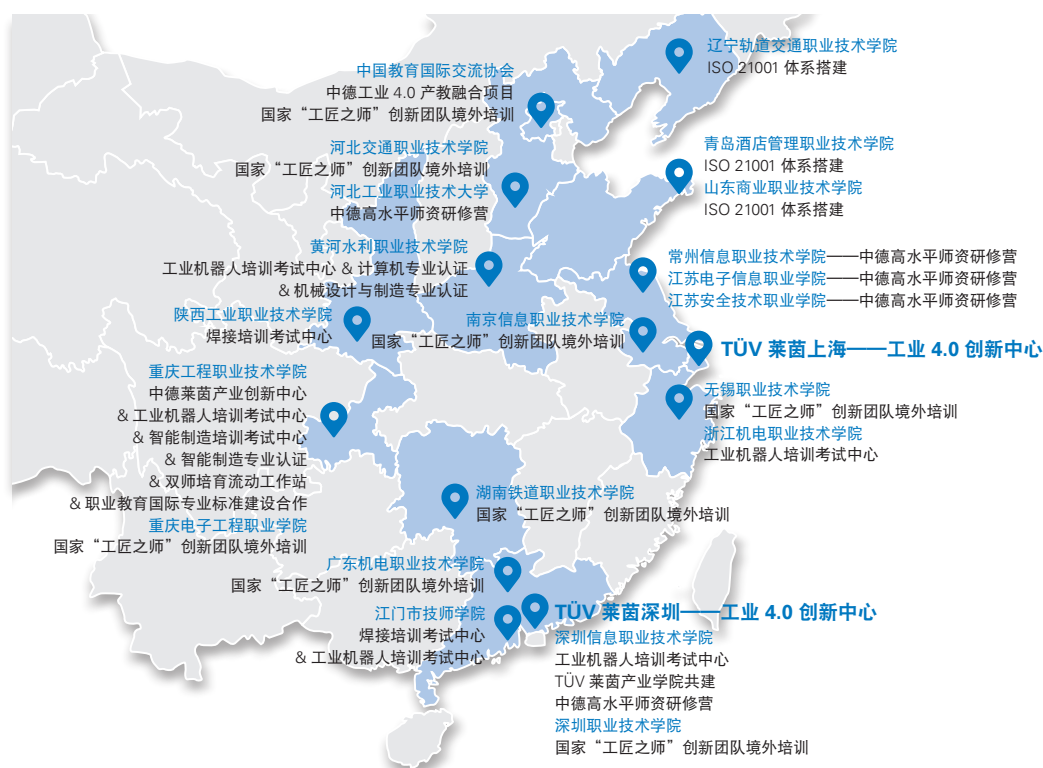 辽宁轨道交通职业技术学院
ISO 21001 体系搭建
中国教育国际交流协会
中德工业 4.0 产教融合项目
国家“工匠之师”创新团队境外培训
河北交通职业技术学院
国家“工匠之师”创新团队境外培训
河北工业职业技术大学
中德高水平师资研修营
青岛酒店管理职业技术学院
ISO 21001 体系搭建
山东商业职业技术学院
ISO 21001 体系搭建
黄河水利职业技术学院
工业机器人培训考试中心 & 计算机专业认证
& 机械设计与制造专业认证
常州信息职业技术学院——中德高水平师资研修营
江苏电子信息职业学院——中德高水平师资研修营
江苏安全技术职业学院——中德高水平师资研修营
陕西工业职业技术学院
焊接培训考试中心
南京信息职业技术学院
国家“工匠之师”创新团队境外培训
TÜV 莱茵上海——工业 4.0 创新中心
重庆工程职业技术学院
中德莱茵产业创新中心
& 工业机器人培训考试中心
& 智能制造培训考试中心
& 智能制造专业认证
& 双师培育流动工作站
& 职业教育国际专业标准建设合作
重庆电子工程职业学院
国家“工匠之师”创新团队境外培训
无锡职业技术学院
国家“工匠之师”创新团队境外培训
浙江机电职业技术学院
工业机器人培训考试中心
湖南铁道职业技术学院
国家“工匠之师”创新团队境外培训
广东机电职业技术学院
国家“工匠之师”创新团队境外培训
江门市技师学院
焊接培训考试中心
& 工业机器人培训考试中心
TÜV 莱茵深圳——工业 4.0 创新中心
深圳信息职业技术学院
工业机器人培训考试中心
TÜV 莱茵产业学院共建
中德高水平师资研修营
深圳职业技术学院
国家“工匠之师”创新团队境外培训